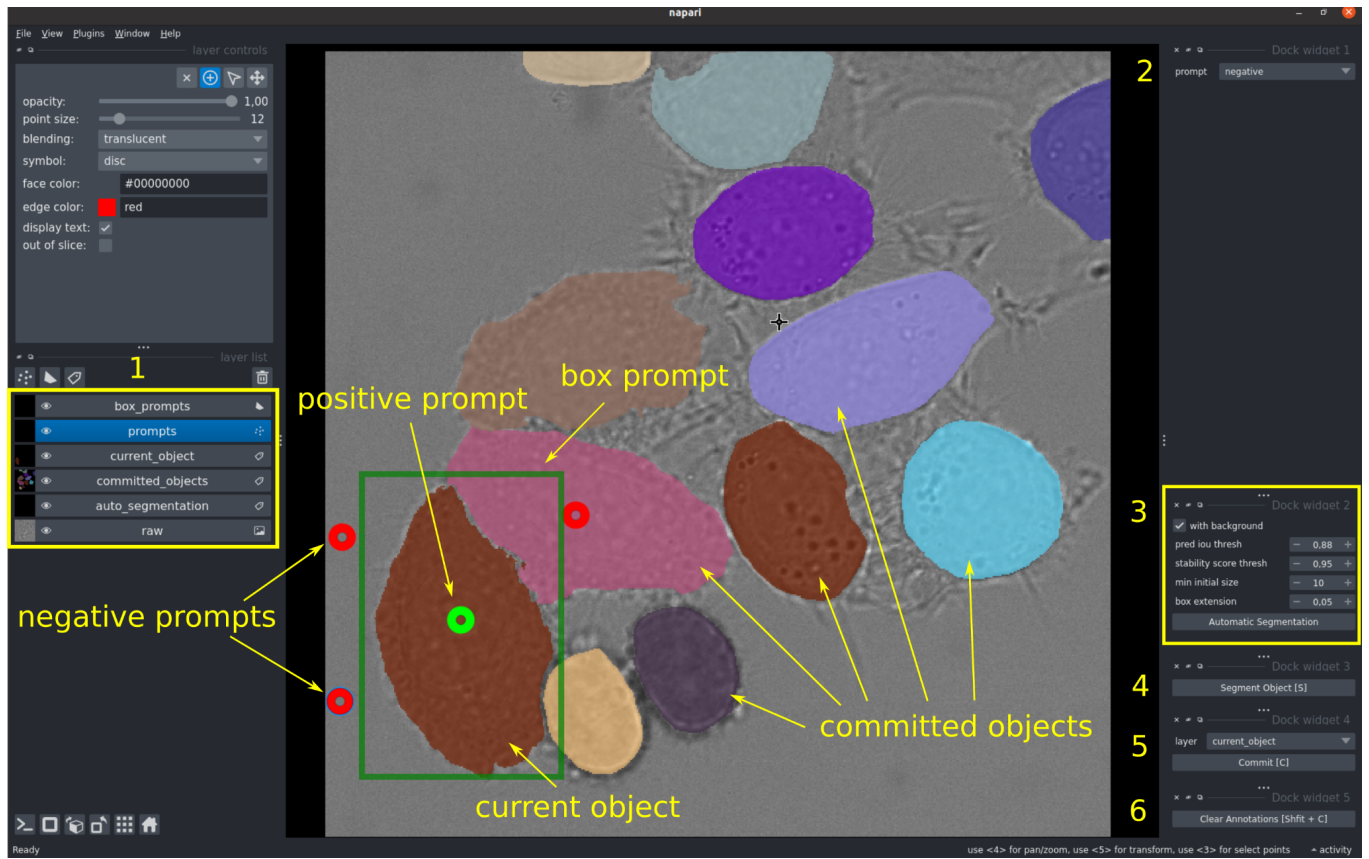 napari
File View Plugins Window Help
layer controls
opacity: 1,00
point size: 12
blending: translucent
symbol: disc
face color: #00000000
edge color: red
display text:
out of slice:
layer list
1
box_prompts
prompts
current_object
committed_objects
auto_segmentation
raw
positive prompt
box prompt
negative prompts
current object
committed objects
Dock widget 1
2
prompt negative
Dock widget 2
3
with background
pred iou thresh 0,88
stability score thresh 0,95
min initial size 10
box extension 0,05
Automatic Segmentation
Dock widget 3
4
Segment Object [S]
Dock widget 4
5
layer current_object
Commit [C]
Dock widget 5
6
Clear Annotations [Shfit + C]
Ready
use <4> for pan/zoom, use <5> for transform, use <3> for select points
activity